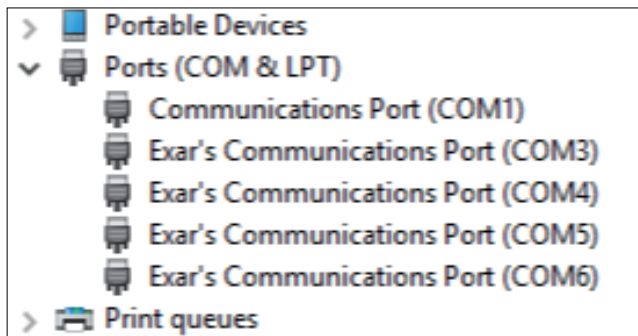 Portable Devices
Ports (COM & LPT)
Communications Port (COM1)
Exar's Communications Port (COM3)
Exar's Communications Port (COM4)
Exar's Communications Port (COM5)
Exar's Communications Port (COM6)
Print queues